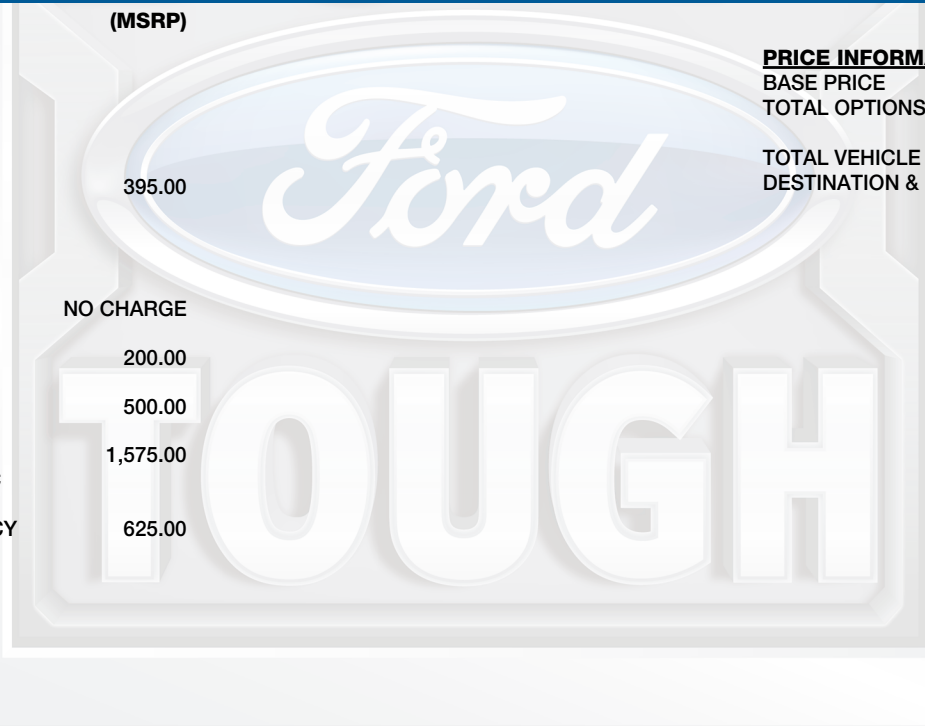 (MSRP)
PRICE INFORM
BASE PRICE
TOTAL OPTIONS
TOTAL VEHICLE
DESTINATION &
395.00
Ford
NO CHARGE
200.00
500.00
1,575.00
CY 625.00
TOUGH